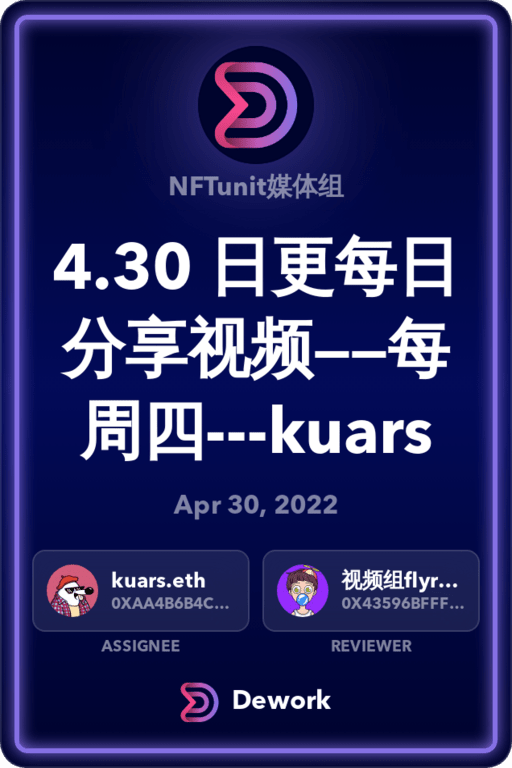 NFTunit媒体组
4.30 日更每日
分享视频——每
周四---kuars
Apr 30, 2022
kuars.eth
0XAA4B6B4C...
ASSIGNEE
视频组flyr...
0X43596BFFF...
REVIEWER
Dework